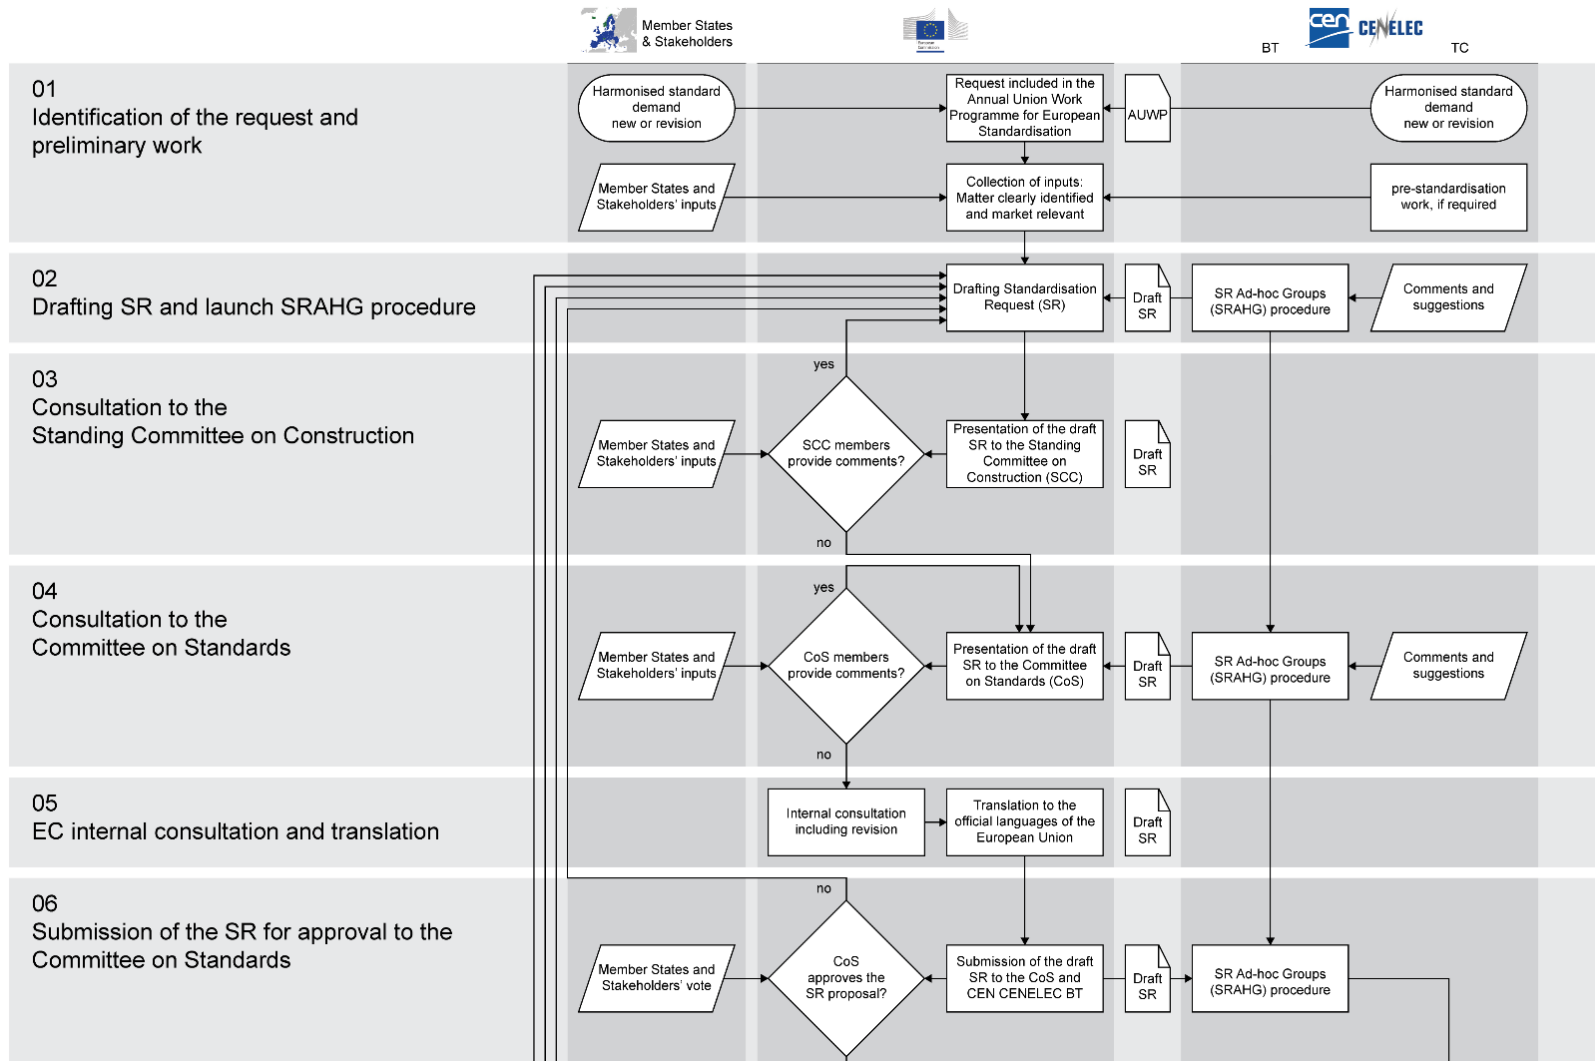 Member States
& Stakeholders
European
Commission
cen
CENELEC
BT
TC
01
Identification of the request and
preliminary work
Harmonised standard
demand
new or revision
Request included in the
Annual Union Work
Programme for European
Standardisation
AUWP
Harmonised standard
demand
new or revision
Member States and
Stakeholders' inputs
Collection of inputs:
Matter clearly identified
and market relevant
pre-standardisation
work, if required
02
Drafting SR and launch SRAHG procedure
Drafting Standardisation
Request (SR)
Draft
SR
SR Ad-hoc Groups
(SRAHG) procedure
Comments and
suggestions
03
Consultation to the
Standing Committee on Construction
yes
Member States and
Stakeholders' inputs
SCC members
provide comments?
Presentation of the draft
SR to the Standing
Committee on
Construction (SCC)
Draft
SR
no
04
Consultation to the
Committee on Standards
yes
Member States and
Stakeholders' inputs
CoS members
provide comments?
Presentation of the draft
SR to the Committee
on Standards (CoS)
Draft
SR
SR Ad-hoc Groups
(SRAHG) procedure
Comments and
suggestions
no
05
EC internal consultation and translation
Internal consultation
including revision
Translation to the
official languages of the
European Union
Draft
SR
06
Submission of the SR for approval to the
Committee on Standards
no
Member States and
Stakeholders' vote
CoS
approves the
SR proposal?
Submission of the draft
SR to the CoS and
CEN CENELEC BT
Draft
SR
SR Ad-hoc Groups
(SRAHG) procedure